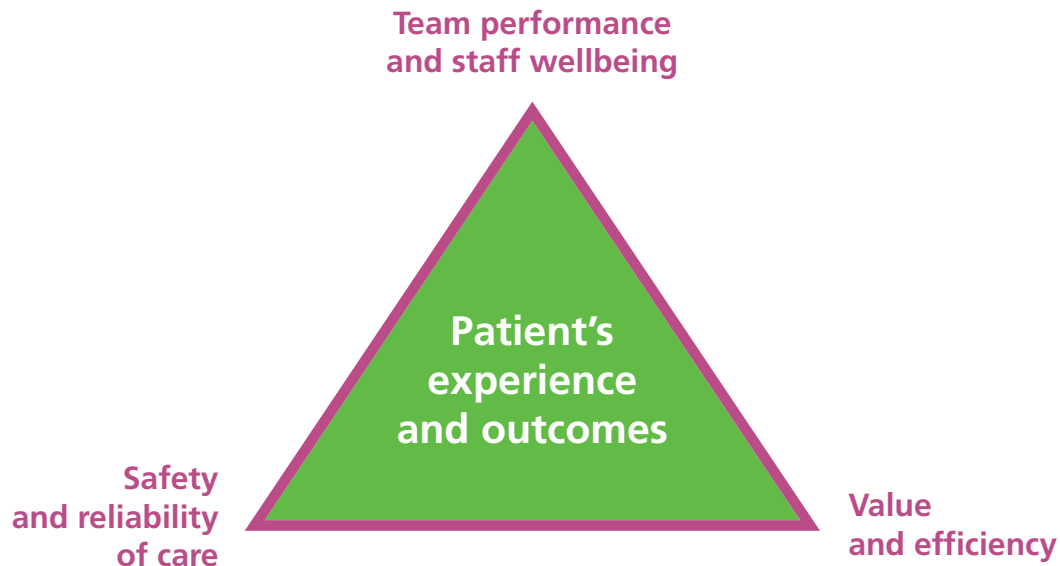 Team performance
and staff wellbeing
Patient’s
experience
and outcomes
Safety
and reliability
of care
Value
and efficiency